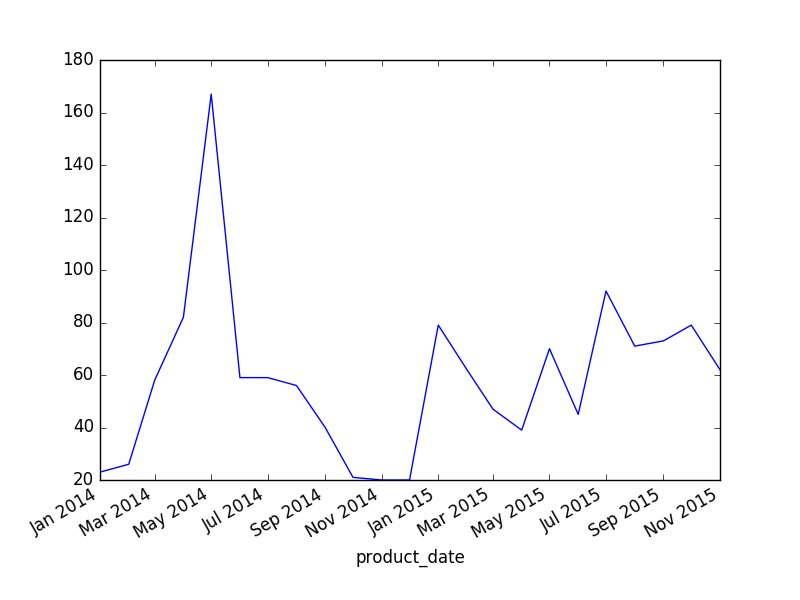 180
160
140
120
100
80
60
40
20
Jan 2014
Mar 2014
May 2014
Jul 2014
Sep 2014
Nov 2014
Jan 2015
Mar 2015
May 2015
Jul 2015
Sep 2015
Nov 2015
product_date